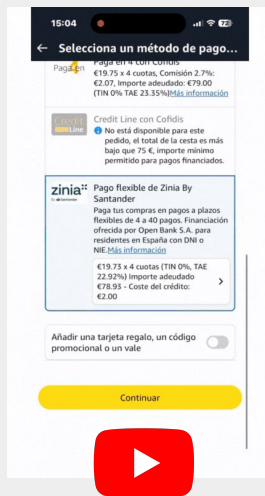 15:04
72
Selecciona un método de pago...
Paga en 4 con Cofidis
Paga en 4
€19.75 x 4 cuotas, Comisión 2.7%:
€2.07, Importe adeudado: €79.00
(TIN 0% TAE 23.35%)Más información
Credit Line con Cofidis
Credit
Line
No está disponible para este
pedido, el total de la cesta es más
bajo que 75 €, importe mínimo
permitido para pagos financiados.
zinia
By Santander
Pago flexible de Zinia By
Santander
Paga tus compras en pagos a plazos
flexibles de 4 a 40 pagos. Financiación
ofrecida por Open Bank S.A. para
residentes en España con DNI o
NIE.Más información
€19.73 x 4 cuotas (TIN 0%, TAE
22.92%) Importe adeudado
€78.93 - Coste del crédito:
€2.00
Añadir una tarjeta regalo, un código
promocional o un vale
Continuar